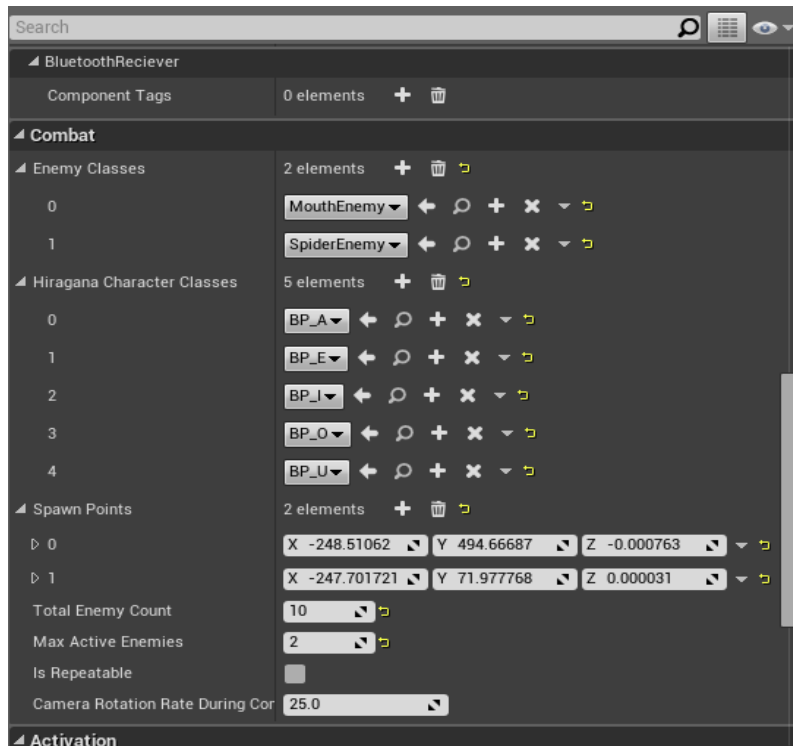 Search
BluetoothReciever
Component Tags 0 elements
Combat
Enemy Classes 2 elements
0 MouthEnemy
1 SpiderEnemy
Hiragana Character Classes 5 elements
0 BP_A
1 BP_E
2 BP_I
3 BP_O
4 BP_U
Spawn Points 2 elements
0 X -248.51062 Y 494.66687 Z -0.000763
1 X -247.701721 Y 71.977768 Z 0.000031
Total Enemy Count 10
Max Active Enemies 2
Is Repeatable
Camera Rotation Rate During Cor 25.0
Activation